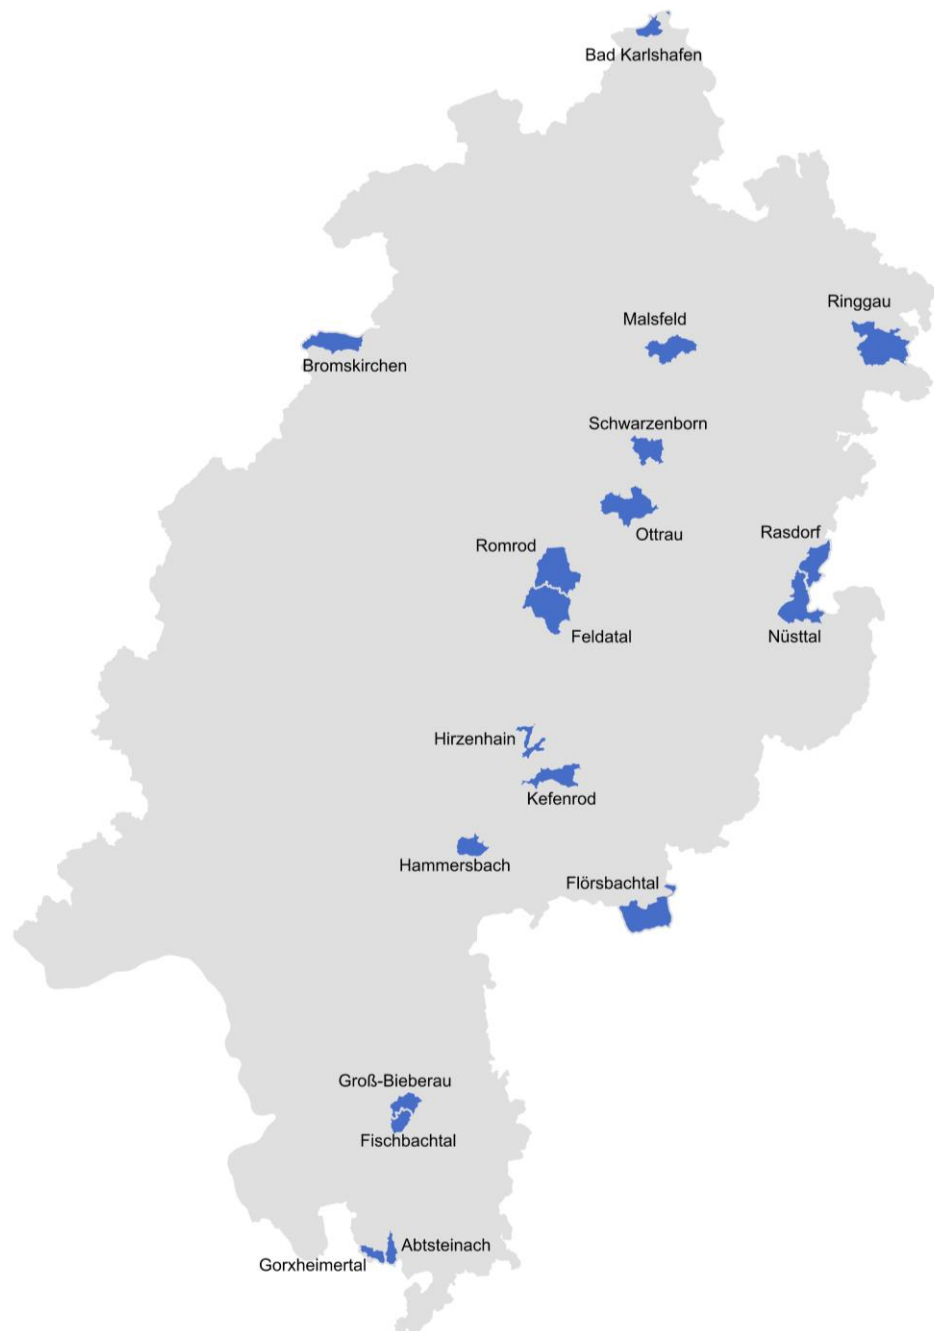 Bad Karlshafen
Ringgau
Malsfeld
Bromskirchen
Schwarzenborn
Ottrau
Rasdorf
Romrod
Feldatal
Nüsttal
Hirzenhain
Kefenrod
Hammersbach
Flörsbachtal
Groß-Bieberau
Fischbachtal
Abtsteinach
Gorxheimertal